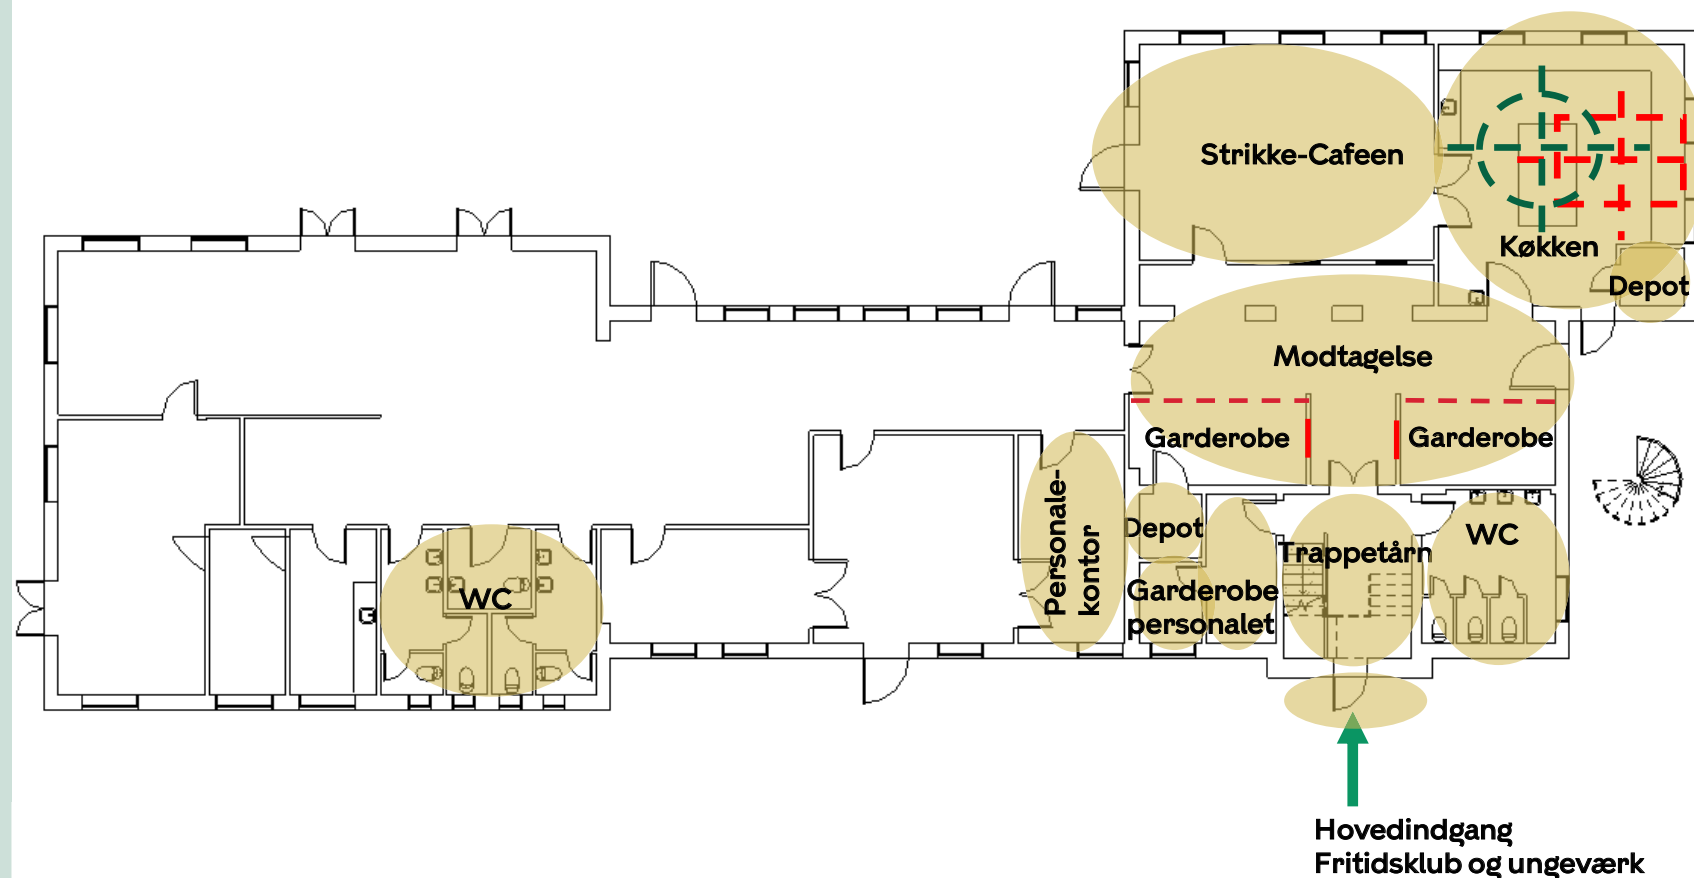 Strikke-Cafeen
Køkken
Depot
Modtagelse
Garderobe
Garderobe
Personale-
kontor
Depot
Trappetårn
WC
Garderobe
personalet
WC
Hovedindgang
Fritidsklub og ungeværk